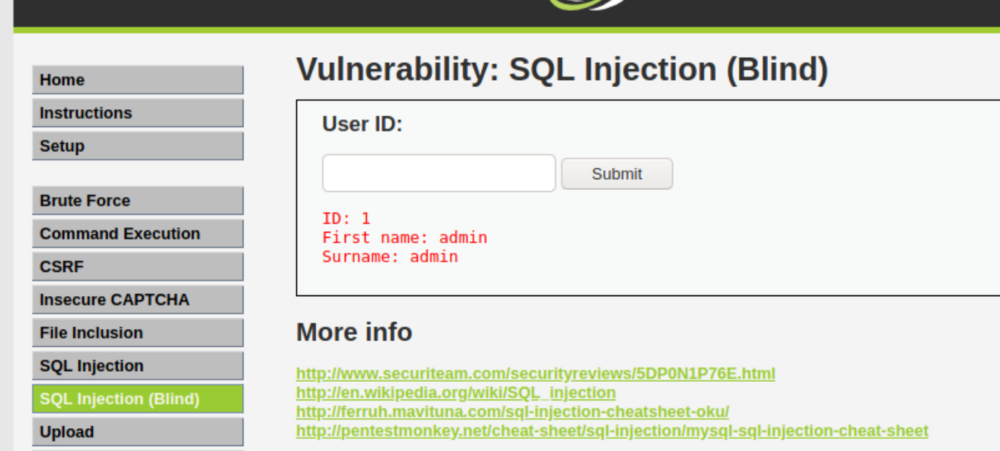 Home
Instructions
Setup
Brute Force
Command Execution
CSRF
Insecure CAPTCHA
File Inclusion
SQL Injection
SQL Injection (Blind)
Upload
Vulnerability: SQL Injection (Blind)
User ID:
Submit
ID: 1
First name: admin
Surname: admin
More info
http://www.securiteam.com/securityreviews/5DP0N1P76E.html
http://en.wikipedia.org/wiki/SQL_injection
http://ferruh.mavituna.com/sql-injection-cheatsheet-oku/
http://pentestmonkey.net/cheat-sheet/sql-injection/mysql-sql-injection-cheat-sheet